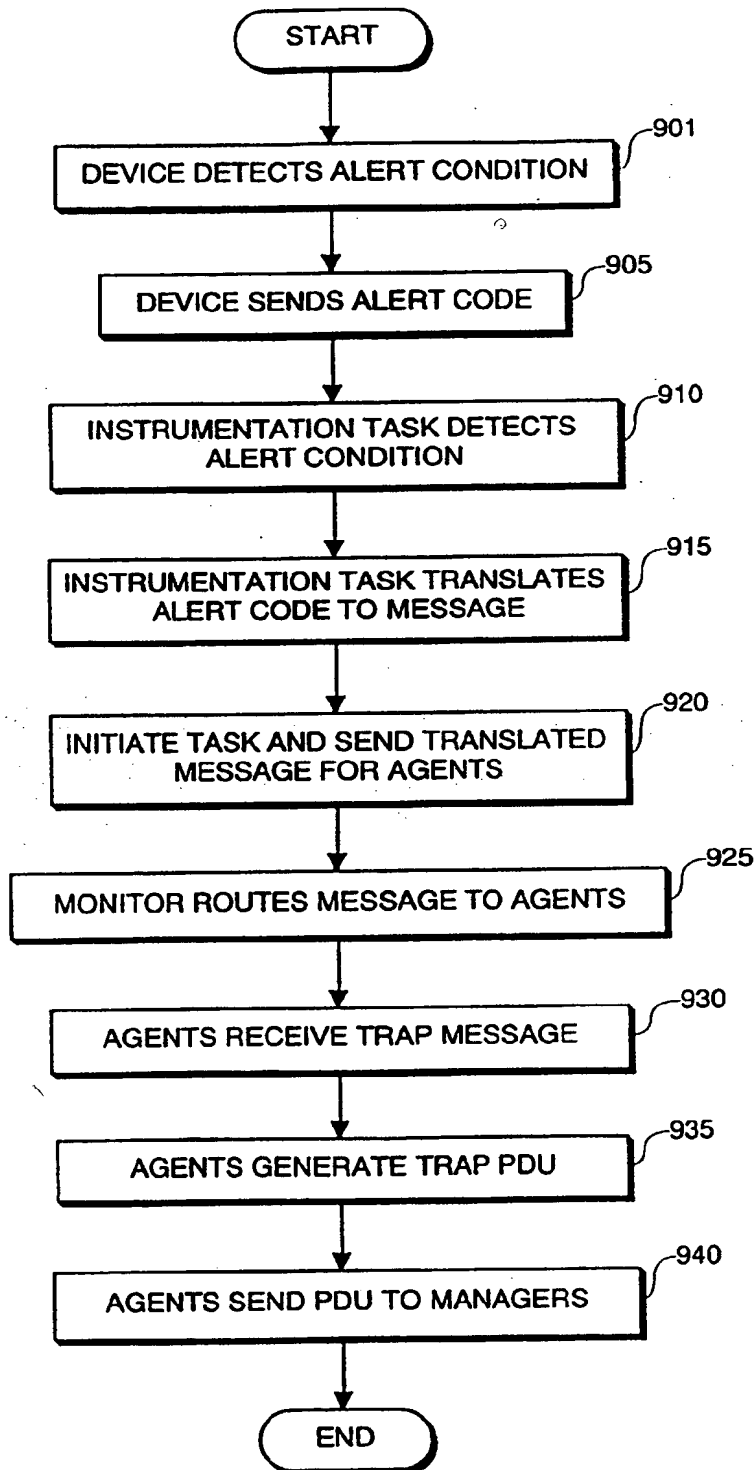 START
901
DEVICE DETECTS ALERT CONDITION
905
DEVICE SENDS ALERT CODE
910
INSTRUMENTATION TASK DETECTS
ALERT CONDITION
915
INSTRUMENTATION TASK TRANSLATES
ALERT CODE TO MESSAGE
920
INITIATE TASK AND SEND TRANSLATED
MESSAGE FOR AGENTS
925
MONITOR ROUTES MESSAGE TO AGENTS
930
AGENTS RECEIVE TRAP MESSAGE
935
AGENTS GENERATE TRAP PDU
940
AGENTS SEND PDU TO MANAGERS
END